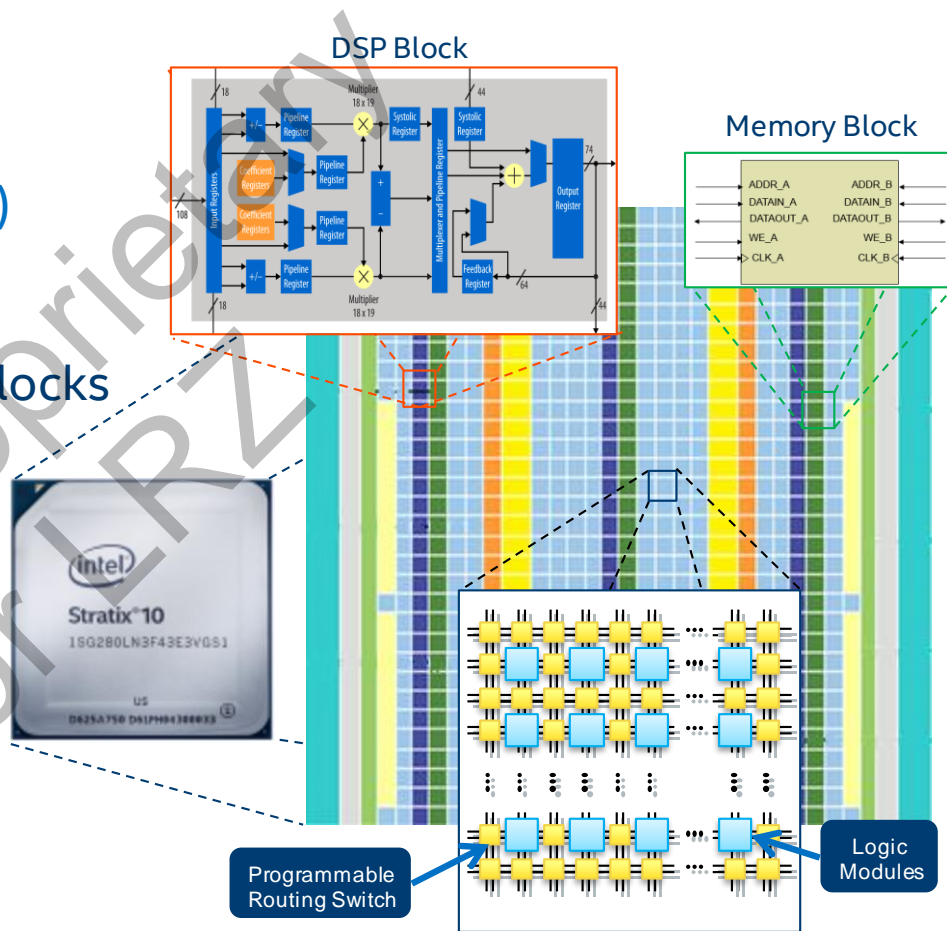 DSP Block
18
44
Multiplier
18 x 19
+/-
Pipeline
Register
Systolic
Register
Systolic
Register
74
Input Registers
Coefficient
Registers
Pipeline
Register
Multiplexer and Pipeline Register
Output
Register
108
+
-
Coefficient
Registers
Pipeline
Register
+/-
Pipeline
Register
Feedback
Register
64
18
Multiplier
18 x 19
44
Memory Block
ADDR_A ADDR_B
DATAIN_A DATAIN_B
DATAOUT_A DATAOUT_B
WE_A WE_B
CLK_A CLK_B
)
locks
oprietary
or LRZ
intel
Stratix® 10
1SG280LN3F43E3VGS1
US
Programmable
Routing Switch
Logic
Modules